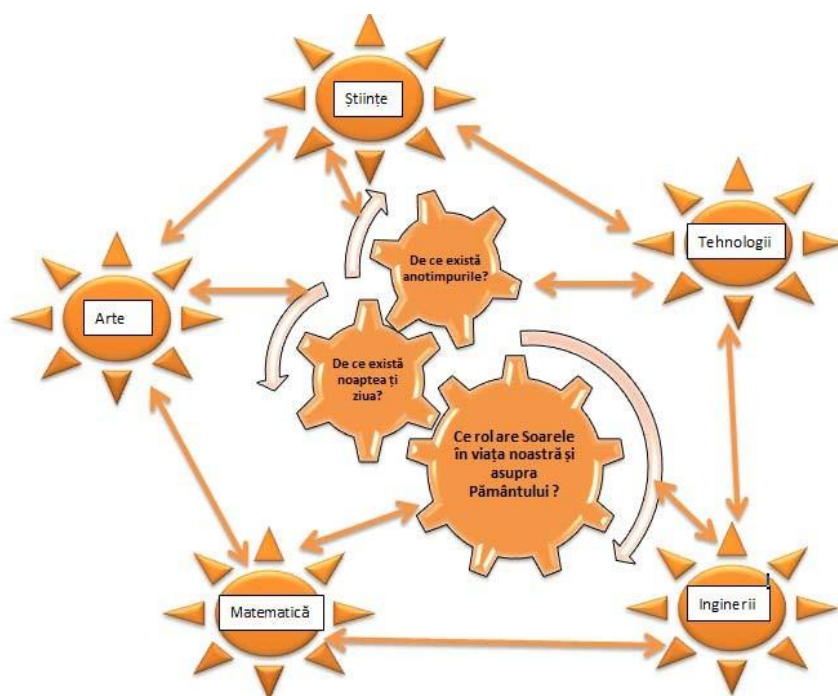 Științe
Tehnologii
De ce există
anotimpurile?
Arte
De ce există
noaptea ți
ziua?
Ce rol are Soarele
în viața noastră și
asupra
Pământului ?
Matematică
Inginerii